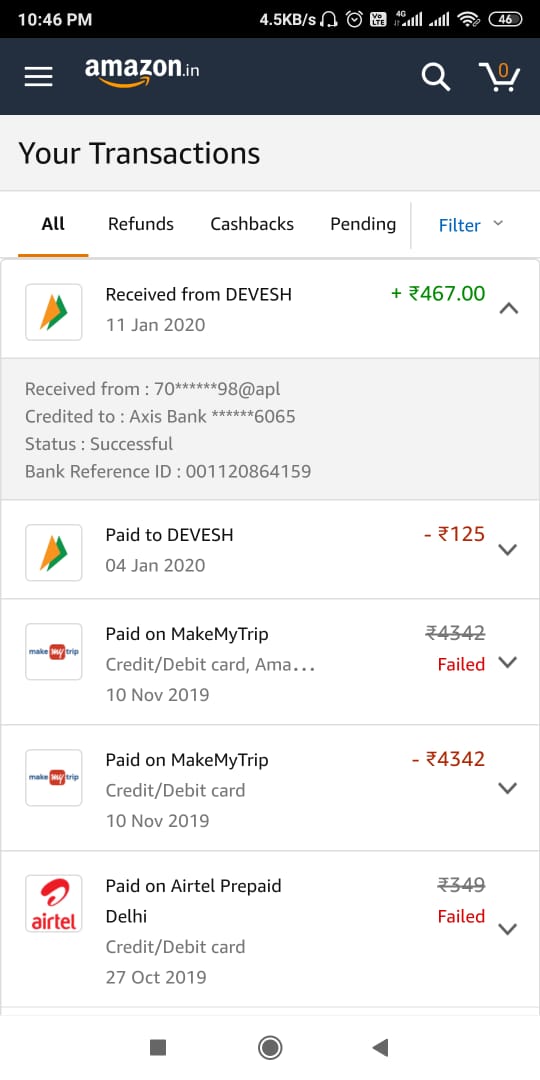 10:46 PM 4.5KB/s Vo LTE 4G 46
amazon.in 0
Your Transactions
All Refunds Cashbacks Pending Filter
Received from DEVESH + ₹467.00
11 Jan 2020
Received from : 70******98@apl
Credited to : Axis Bank ******6065
Status : Successful
Bank Reference ID : 001120864159
Paid to DEVESH - ₹125
04 Jan 2020
make my trip Paid on MakeMyTrip ₹4342
Credit/Debit card, Ama... Failed
10 Nov 2019
make my trip Paid on MakeMyTrip - ₹4342
Credit/Debit card
10 Nov 2019
Paid on Airtel Prepaid ₹349
airtel Delhi Failed
Credit/Debit card
27 Oct 2019